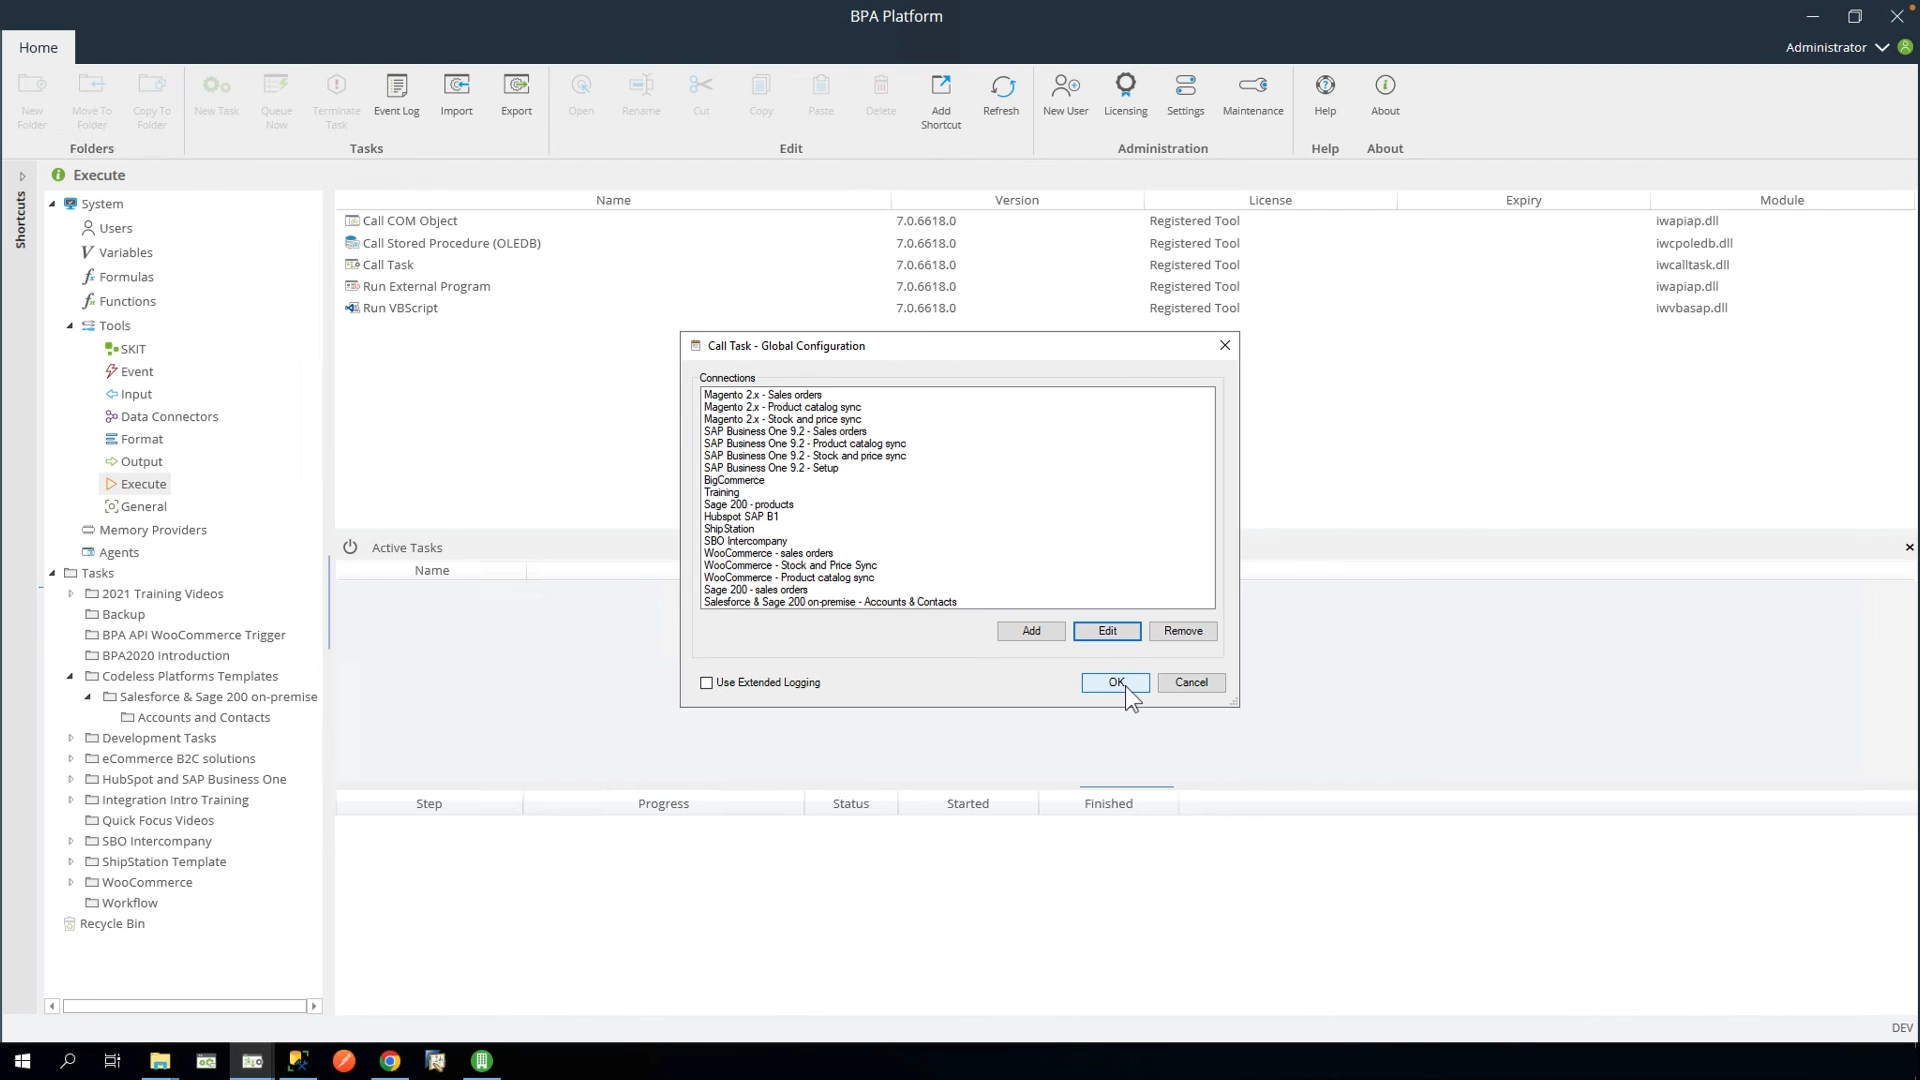 BPA Platform
Home
Administrator
New Folder
Move To Folder
Copy To Folder
New Task
Queue Now
Terminate Task
Event Log
Import
Export
Open
Rename
Cut
Copy
Paste
Delete
Add Shortcut
Refresh
New User
Licensing
Settings
Maintenance
Help
About
Folders
Tasks
Edit
Administration
Help
About
Shortcuts
Execute
System
Users
Variables
Formulas
Functions
Tools
SKIT
Event
Input
Data Connectors
Format
Output
Execute
General
Memory Providers
Agents
Tasks
2021 Training Videos
Backup
BPA API WooCommerce Trigger
BPA2020 Introduction
Codeless Platforms Templates
Salesforce & Sage 200 on-premise
Accounts and Contacts
Development Tasks
eCommerce B2C solutions
HubSpot and SAP Business One
Integration Intro Training
Quick Focus Videos
SBO Intercompany
ShipStation Template
WooCommerce
Workflow
Recycle Bin
Name Version License Expiry Module
Call COM Object 7.0.6618.0 Registered Tool iwapiap.dll
Call Stored Procedure (OLEDB) 7.0.6618.0 Registered Tool iwcpoledb.dll
Call Task 7.0.6618.0 Registered Tool iwcalltask.dll
Run External Program 7.0.6618.0 Registered Tool iwapiap.dll
Run VBScript 7.0.6618.0 Registered Tool iwvbasap.dll
Call Task - Global Configuration
Connections
Magento 2.x - Sales orders
Magento 2.x - Product catalog sync
Magento 2.x - Stock and price sync
SAP Business One 9.2 - Sales orders
SAP Business One 9.2 - Product catalog sync
SAP Business One 9.2 - Stock and price sync
SAP Business One 9.2 - Setup
BigCommerce
Training
Sage 200 - products
Hubspot SAP B1
ShipStation
SBO Intercompany
WooCommerce - sales orders
WooCommerce - Stock and Price Sync
WooCommerce - Product catalog sync
Sage 200 - sales orders
Salesforce & Sage 200 on-premise - Accounts & Contacts
Add Edit Remove
Use Extended Logging
OK Cancel
Active Tasks
Name
Step Progress Status Started Finished
DEV